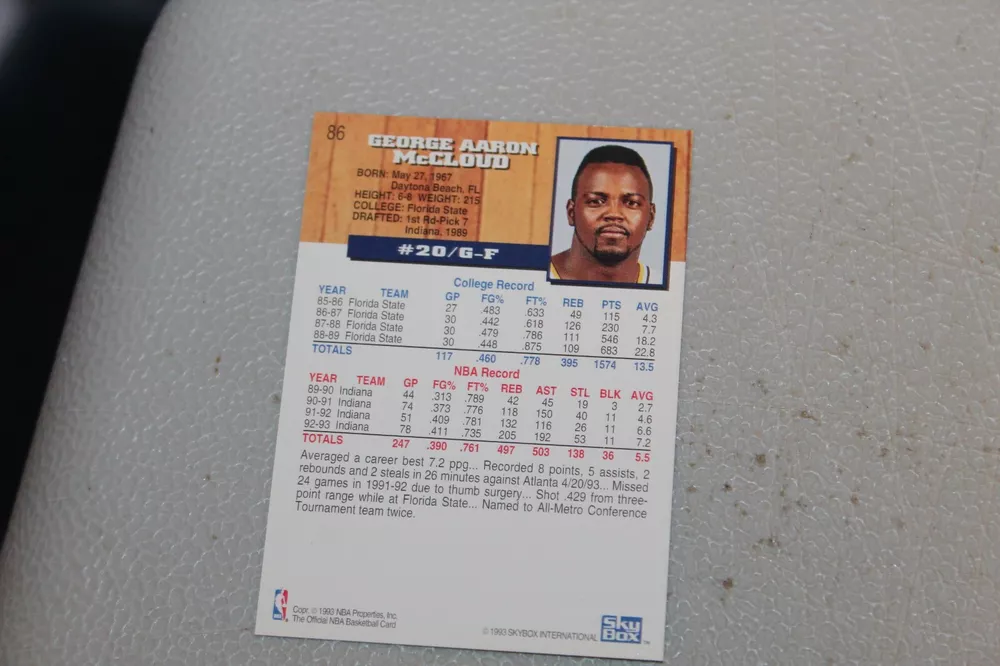 86
GEORGE AARON
McCLOUD
BORN: May 27, 1967
Daytona Beach, FL
HEIGHT: 6-8 WEIGHT: 215
COLLEGE: Florida State
DRAFTED: 1st Rd-Pick 7
Indiana, 1989
#20/G-F
College Record
YEAR TEAM GP FG% FT% REB PTS AVG
85-86 Florida State 27 .483 .633 49 115 4.3
86-87 Florida State 30 .442 .618 126 230 7.7
87-88 Florida State 30 .479 .786 111 546 18.2
88-89 Florida State 30 .448 .875 109 683 22.8
TOTALS 117 .460 .778 395 1574 13.5
NBA Record
YEAR TEAM GP FG% FT% REB AST STL BLK AVG
89-90 Indiana 44 .313 .789 42 45 19 3 2.7
90-91 Indiana 74 .373 .776 118 150 40 11 4.6
91-92 Indiana 51 .409 .781 132 116 26 11 6.6
92-93 Indiana 78 .411 .735 205 192 53 11 7.2
TOTALS 247 .390 .761 497 503 138 36 5.5
Averaged a career best 7.2 ppg... Recorded 8 points, 5 assists, 2
rebounds and 2 steals in 26 minutes against Atlanta 4/20/93... Missed
24 games in 1991-92 due to thumb surgery... Shot .429 from three-
point range while at Florida State... Named to All-Metro Conference
Tournament team twice.
NBA
Copr. © 1993 NBA Properties, Inc.
The Official NBA Basketball Card
© 1993 SKYBOX INTERNATIONAL
Sky
Box™